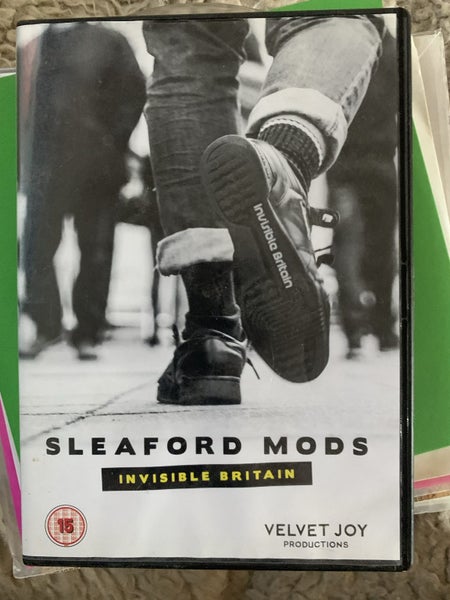 Invisible Britain
SLEAFORD MODS
INVISIBLE BRITAIN
15
VELVET JOY
PRODUCTIONS